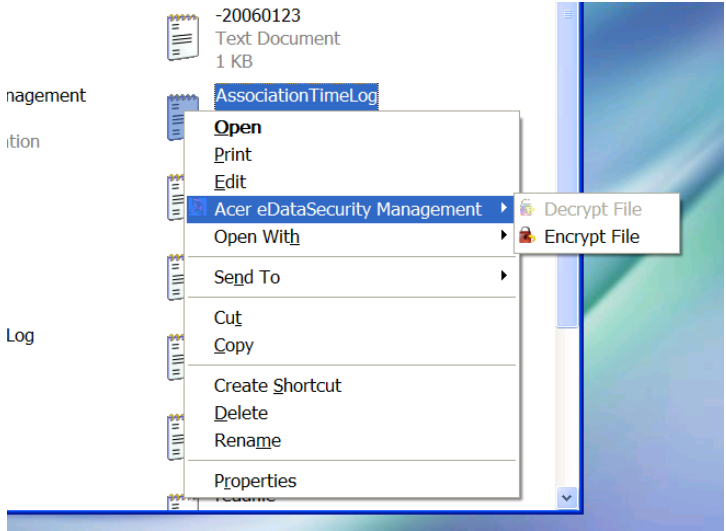 -20060123
Text Document
1 KB
nagement
AssociationTimeLog
Open
ition
Print
Edit
Acer eDataSecurity Management
Decrypt File
Open With
Encrypt File
Send To
Log
Cut
Copy
Create Shortcut
Delete
Rename
Properties